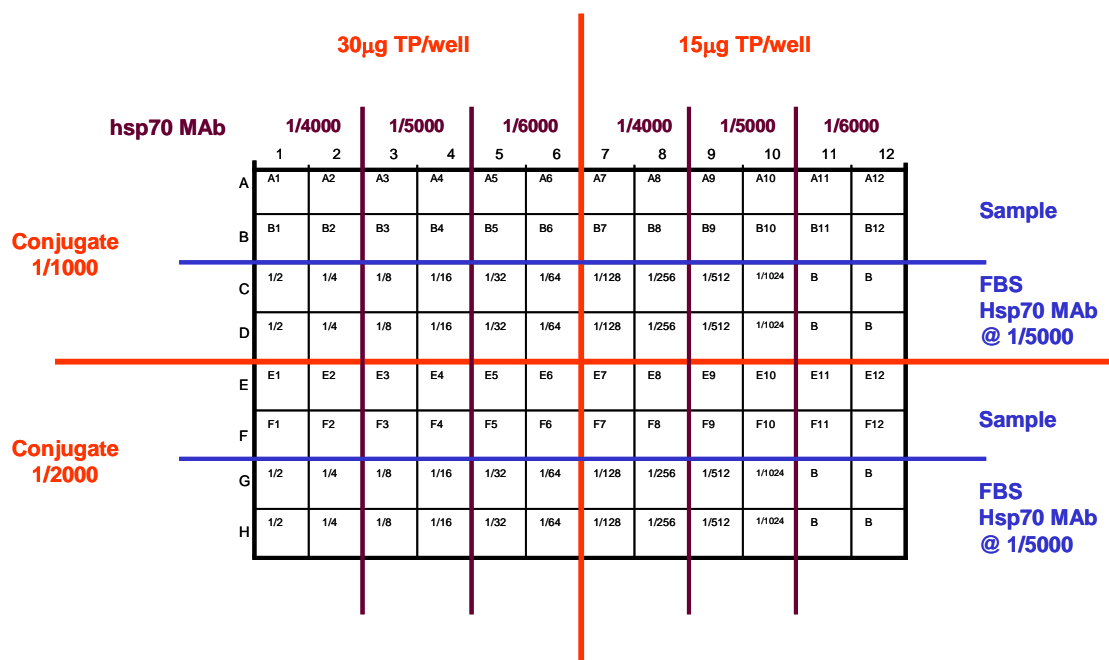 30μg TP/well 15μg TP/well
hsp70 MAb 1/4000 1/5000 1/6000 1/4000 1/5000 1/6000
1 2 3 4 5 6 7 8 9 10 11 12
A A1 A2 A3 A4 A5 A6 A7 A8 A9 A10 A11 A12
Sample
B B1 B2 B3 B4 B5 B6 B7 B8 B9 B10 B11 B12
Conjugate
1/1000
C 1/2 1/4 1/8 1/16 1/32 1/64 1/128 1/256 1/512 1/1024 B B
FBS
Hsp70 MAb
@ 1/5000
D 1/2 1/4 1/8 1/16 1/32 1/64 1/128 1/256 1/512 1/1024 B B
E E1 E2 E3 E4 E5 E6 E7 E8 E9 E10 E11 E12
Sample
F F1 F2 F3 F4 F5 F6 F7 F8 F9 F10 F11 F12
Conjugate
1/2000
G 1/2 1/4 1/8 1/16 1/32 1/64 1/128 1/256 1/512 1/1024 B B
FBS
Hsp70 MAb
@ 1/5000
H 1/2 1/4 1/8 1/16 1/32 1/64 1/128 1/256 1/512 1/1024 B B